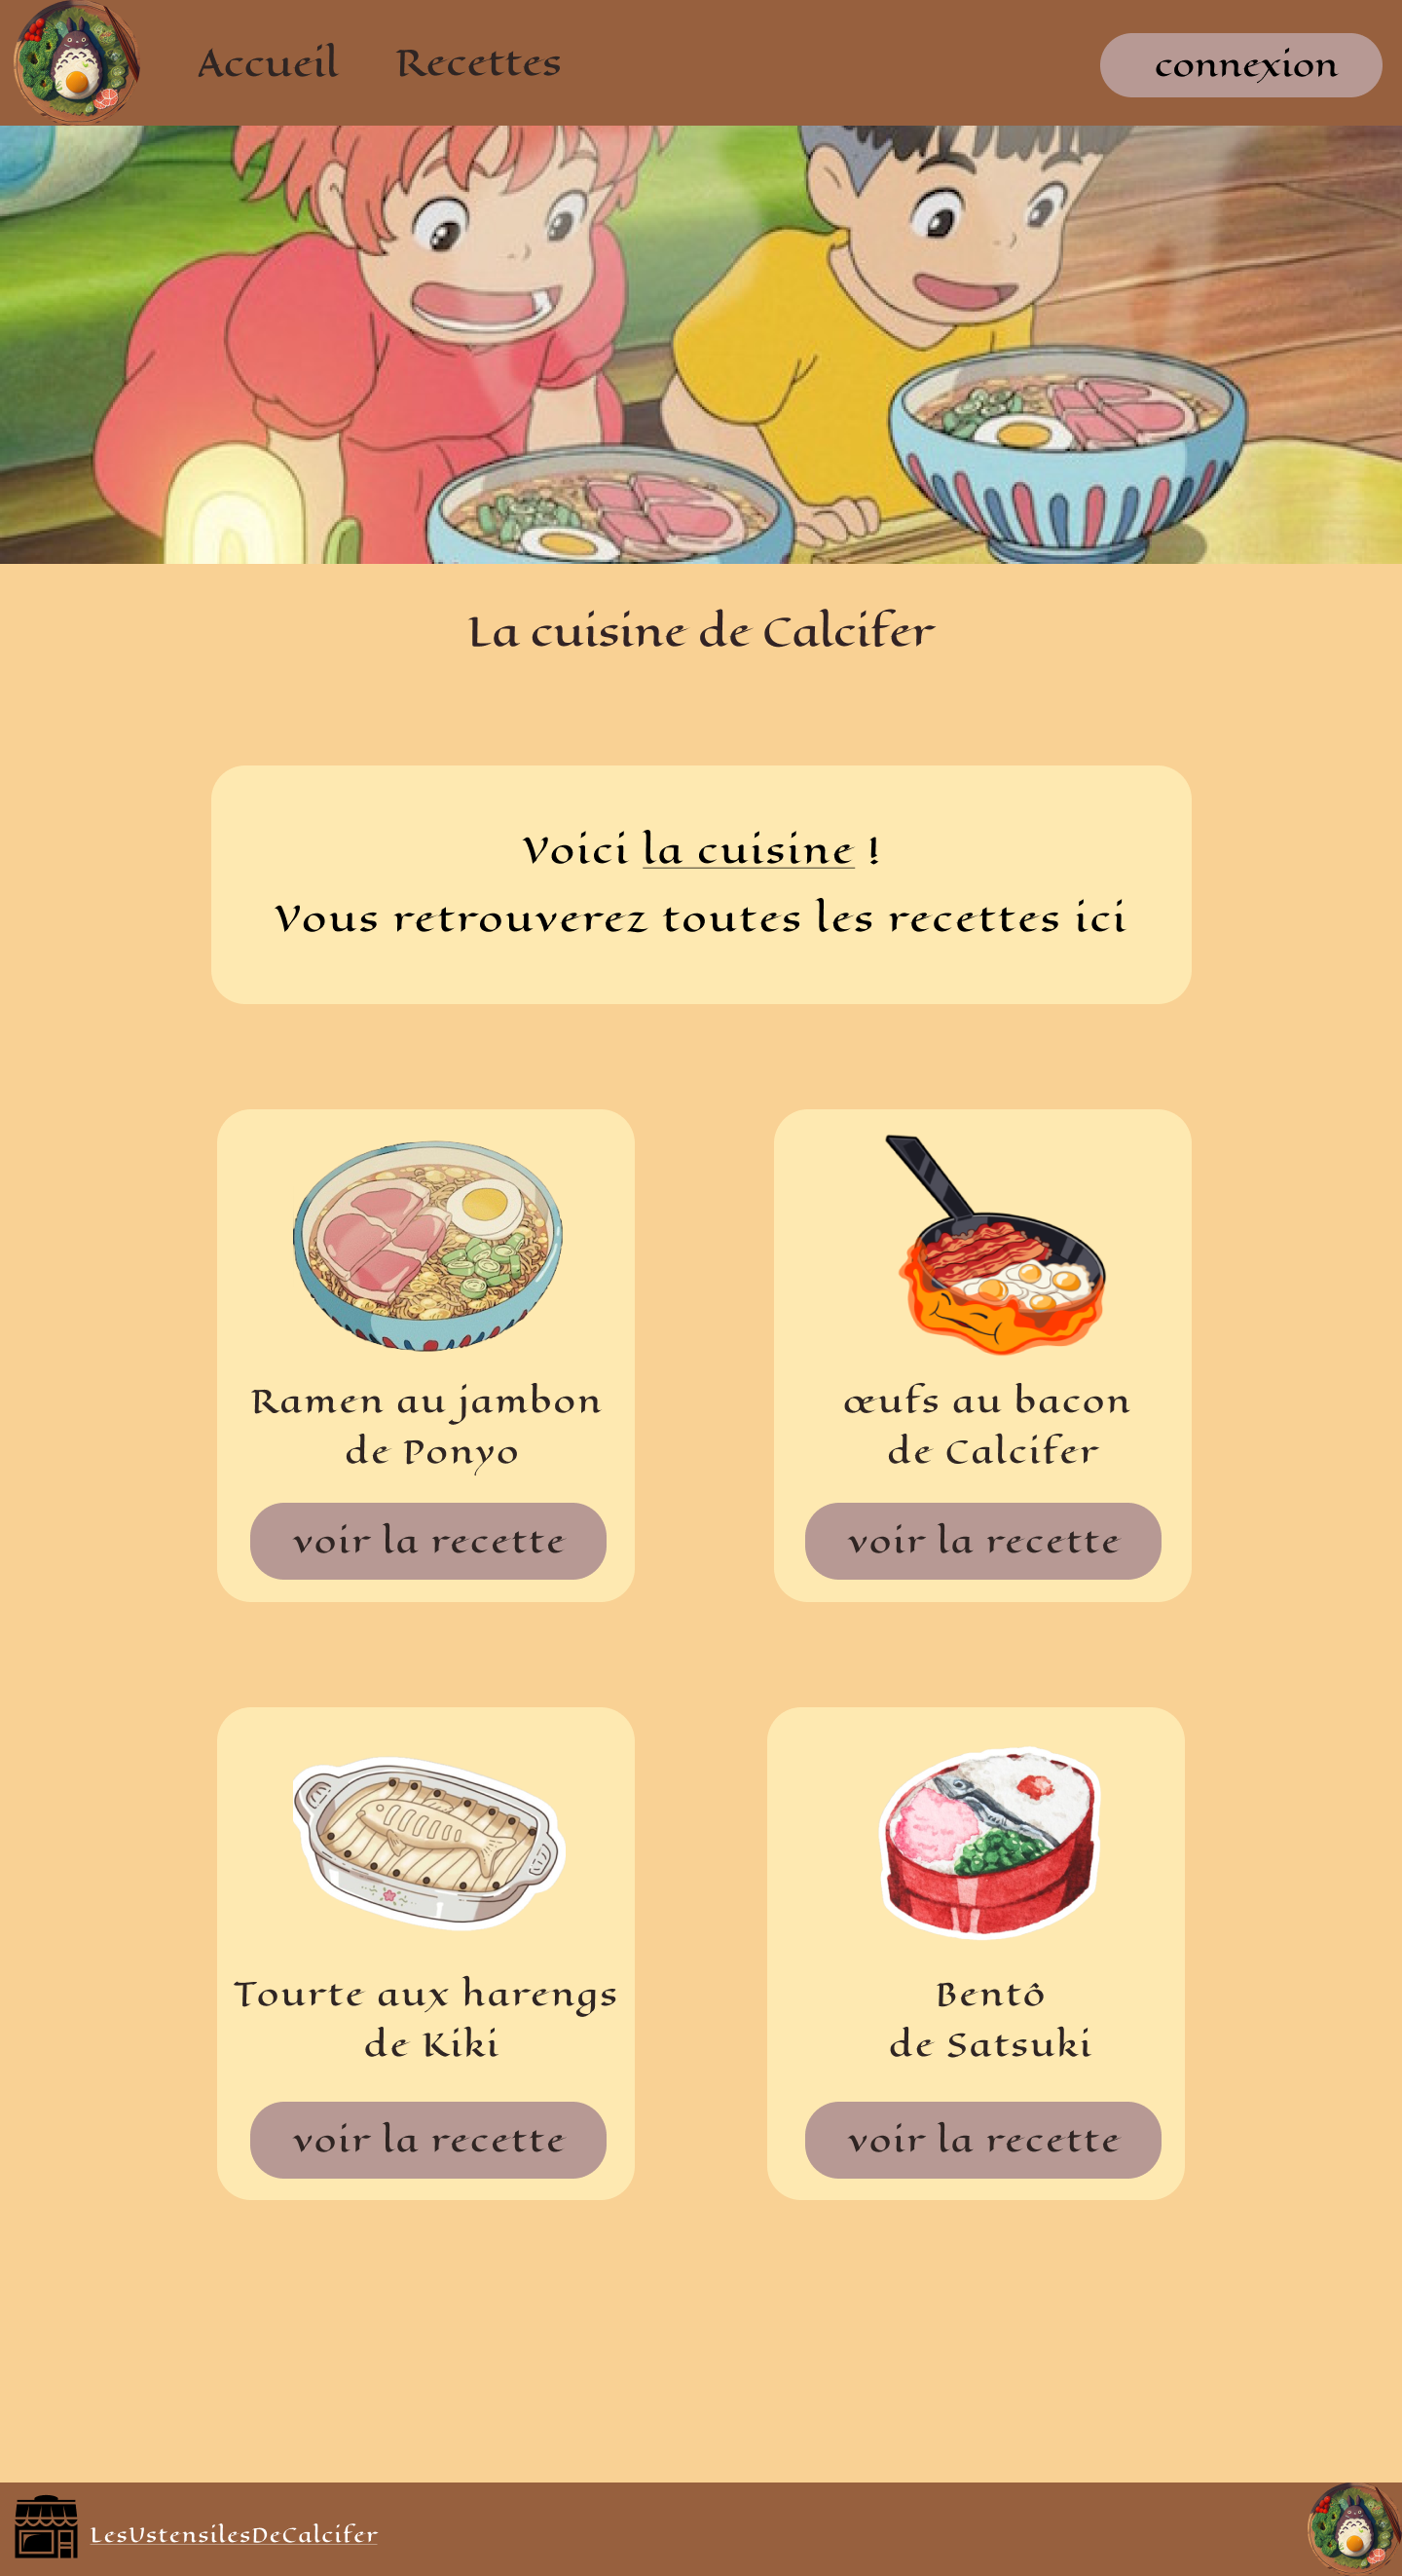 Accueil Recettes connexion
La cuisine de Calcifer
Voici la cuisine !
Vous retrouverez toutes les recettes ici
Ramen au jambon
de Ponyo
voir la recette
œufs au bacon
de Calcifer
voir la recette
Tourte aux harengs
de Kiki
voir la recette
Bentô
de Satsuki
voir la recette
LesUstensilesDeCalcifer